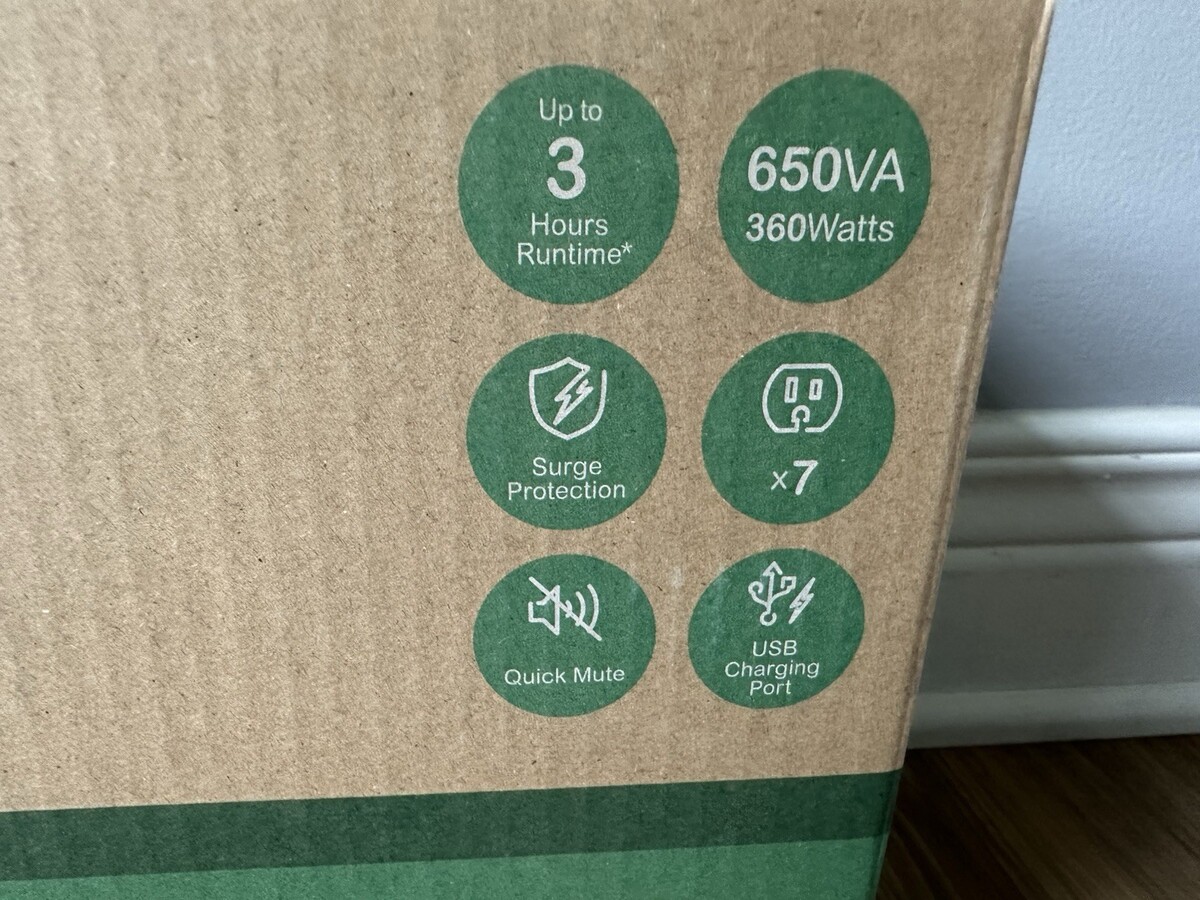 Up to
3
Hours
Runtime*
650VA
360Watts
Surge
Protection
x7
Quick Mute
USB
Charging
Port